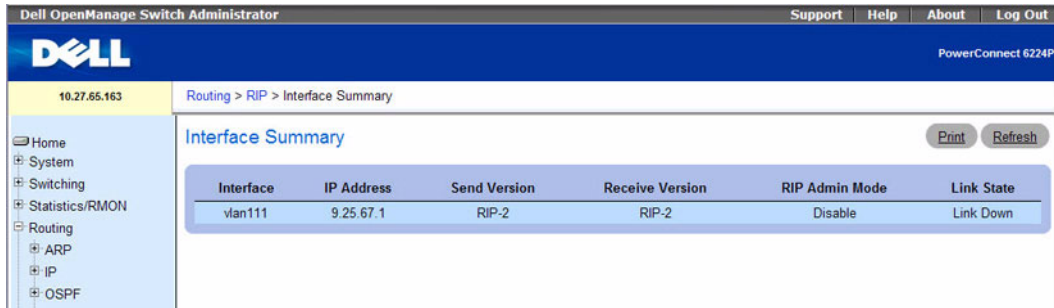 Dell OpenManage Switch Administrator Support Help About Log Out
DELL
PowerConnect 6224P
10.27.65.163
Routing > RIP > Interface Summary
Home
System
Switching
Statistics/RMON
Routing
ARP
IP
OSPF
Interface Summary
Print Refresh
Interface IP Address Send Version Receive Version RIP Admin Mode Link State
vlan111 9.25.67.1 RIP-2 RIP-2 Disable Link Down